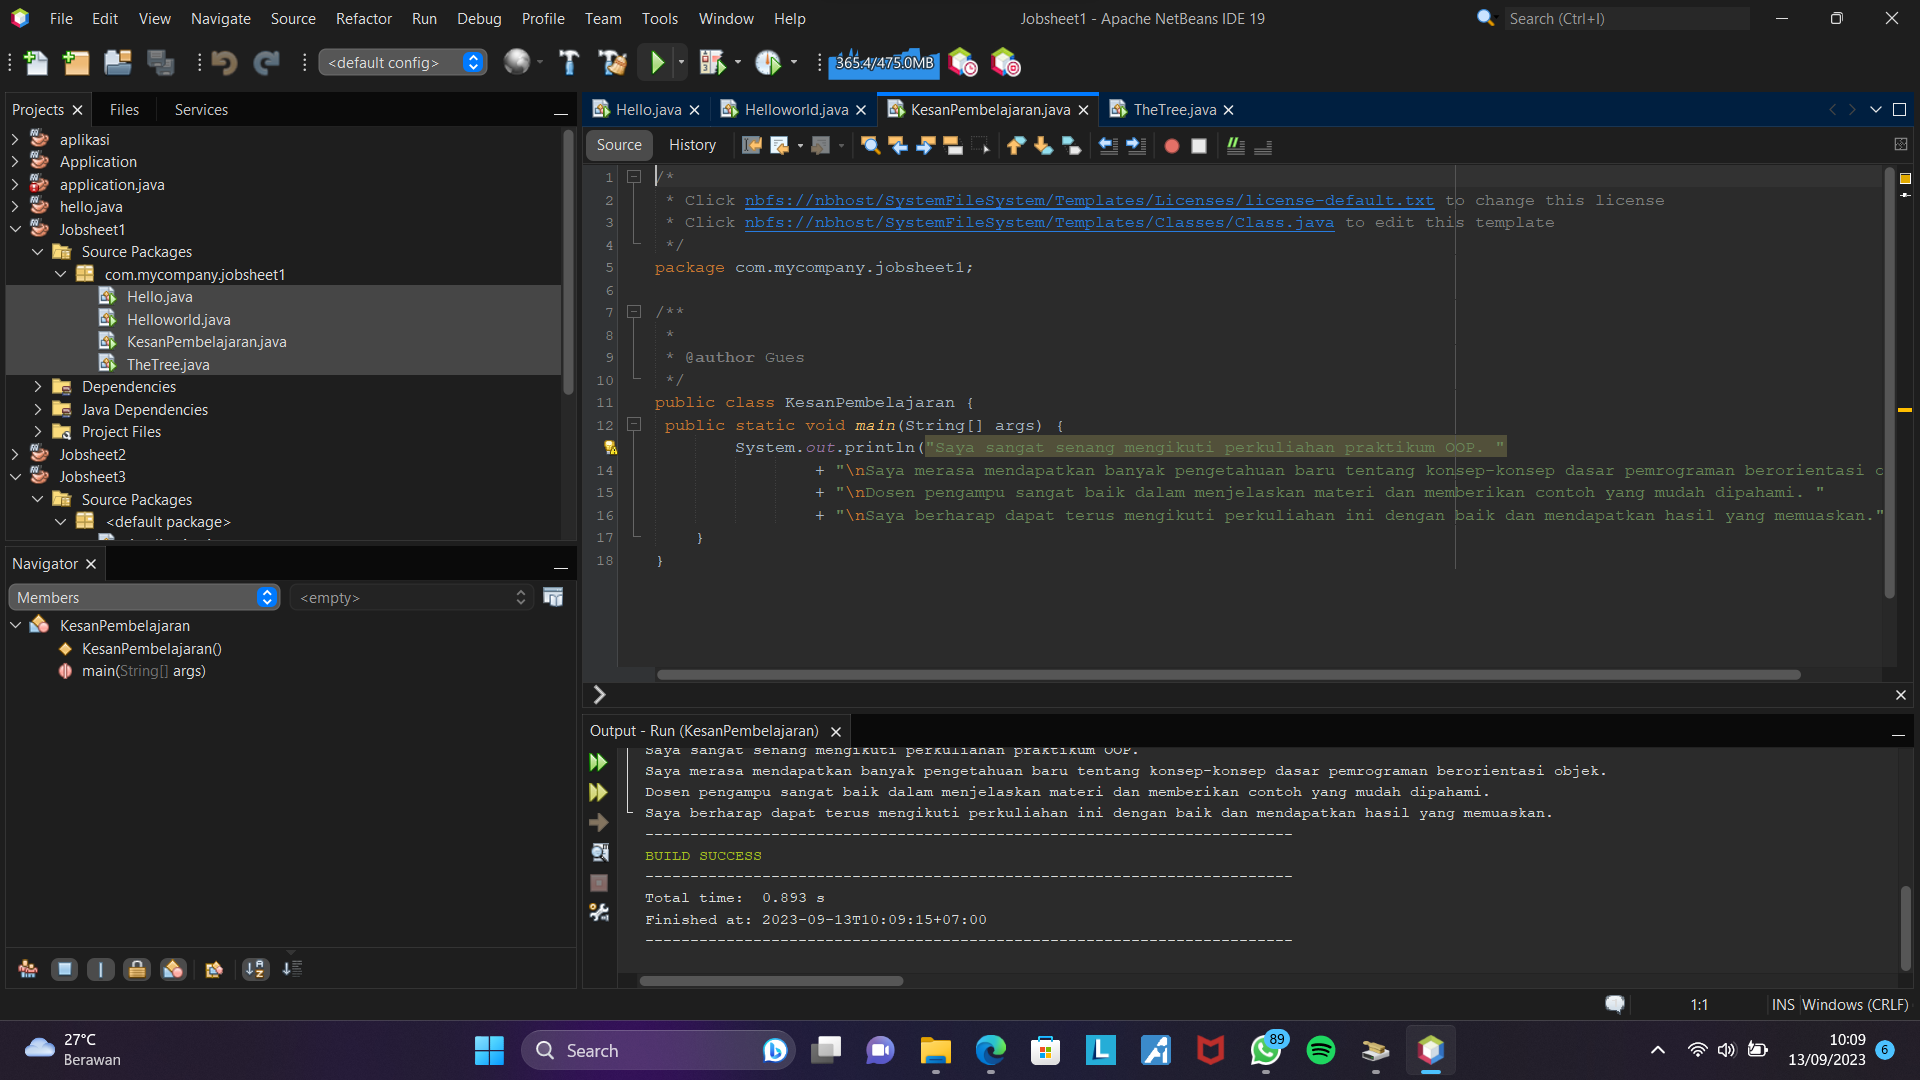 File Edit View Navigate Source Refactor Run Debug Profile Team Tools Window Help
Jobsheet1 - Apache NetBeans IDE 19
Search (Ctrl+I)
<default config>
365.4/475.0MB
Projects
Files
Services
aplikasi
Application
application.java
hello.java
Jobsheet1
Source Packages
com.mycompany.jobsheet1
Hello.java
Helloworld.java
KesanPembelajaran.java
TheTree.java
Dependencies
Java Dependencies
Project Files
Jobsheet2
Jobsheet3
Source Packages
<default package>
Navigator
Members
<empty>
KesanPembelajaran
KesanPembelajaran()
main(String[] args)
Hello.java
Helloworld.java
KesanPembelajaran.java
TheTree.java
Source
History
1 /*
2 * Click nbfs://nbhost/SystemFileSystem/Templates/Licenses/license-default.txt to change this license
3 * Click nbfs://nbhost/SystemFileSystem/Templates/Classes/Class.java to edit this template
4 */
5 package com.mycompany.jobsheet1;
6
7 /**
8 *
9 * @author Gues
10 */
11 public class KesanPembelajaran {
12 public static void main(String[] args) {
System.out.println("Saya sangat senang mengikuti perkuliahan praktikum OOP. "
14 + "\nSaya merasa mendapatkan banyak pengetahuan baru tentang konsep-konsep dasar pemrograman berorientasi
15 + "\nDosen pengampu sangat baik dalam menjelaskan materi dan memberikan contoh yang mudah dipahami. "
16 + "\nSaya berharap dapat terus mengikuti perkuliahan ini dengan baik dan mendapatkan hasil yang memuaskan."
17 }
18 }
Output - Run (KesanPembelajaran)
Saya sangat senang mengikuti perkuliahan praktikum OOP.
Saya merasa mendapatkan banyak pengetahuan baru tentang konsep-konsep dasar pemrograman berorientasi objek.
Dosen pengampu sangat baik dalam menjelaskan materi dan memberikan contoh yang mudah dipahami.
Saya berharap dapat terus mengikuti perkuliahan ini dengan baik dan mendapatkan hasil yang memuaskan.
------------------------------------------------------------------------
BUILD SUCCESS
------------------------------------------------------------------------
Total time: 0.893 s
Finished at: 2023-09-13T10:09:15+07:00
------------------------------------------------------------------------
1:1
INS
Windows (CRLF)
27°C
Berawan
Search
89
10:09
13/09/2023
6